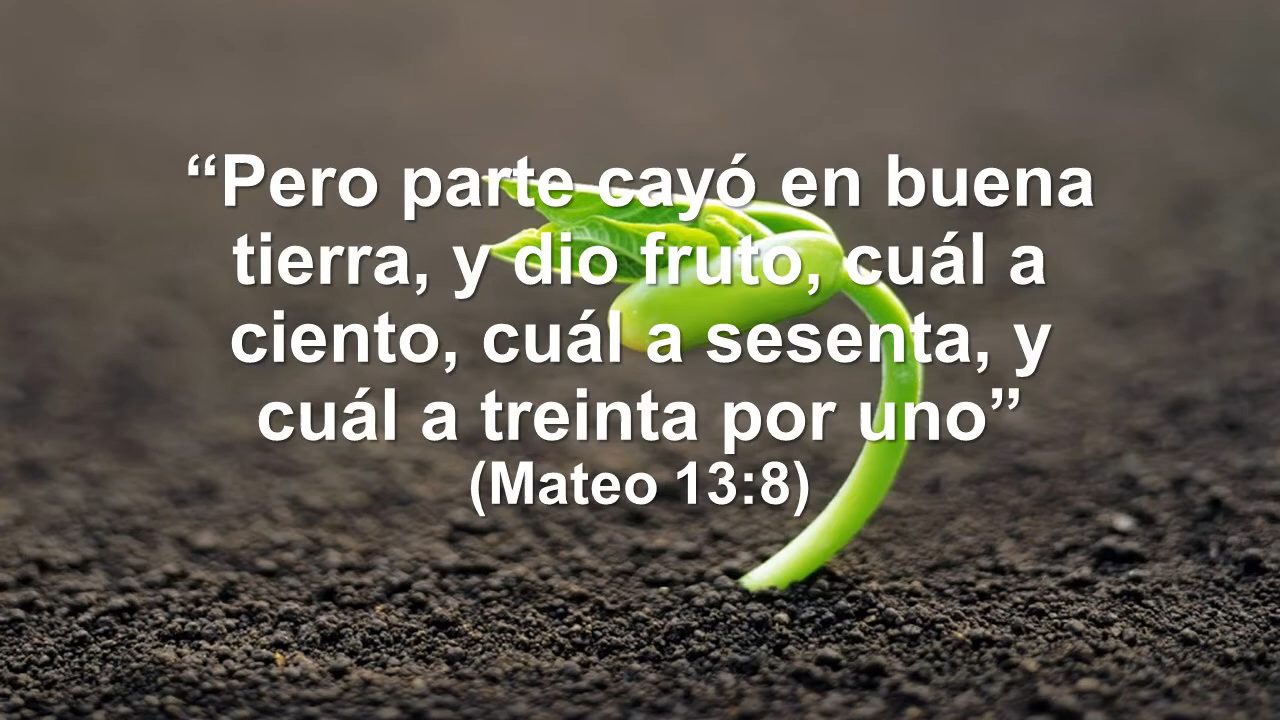 “Pero parte cayó en buena
tierra, y dio fruto, cuál a
ciento, cuál a sesenta, y
cuál a treinta por uno”
(Mateo 13:8)